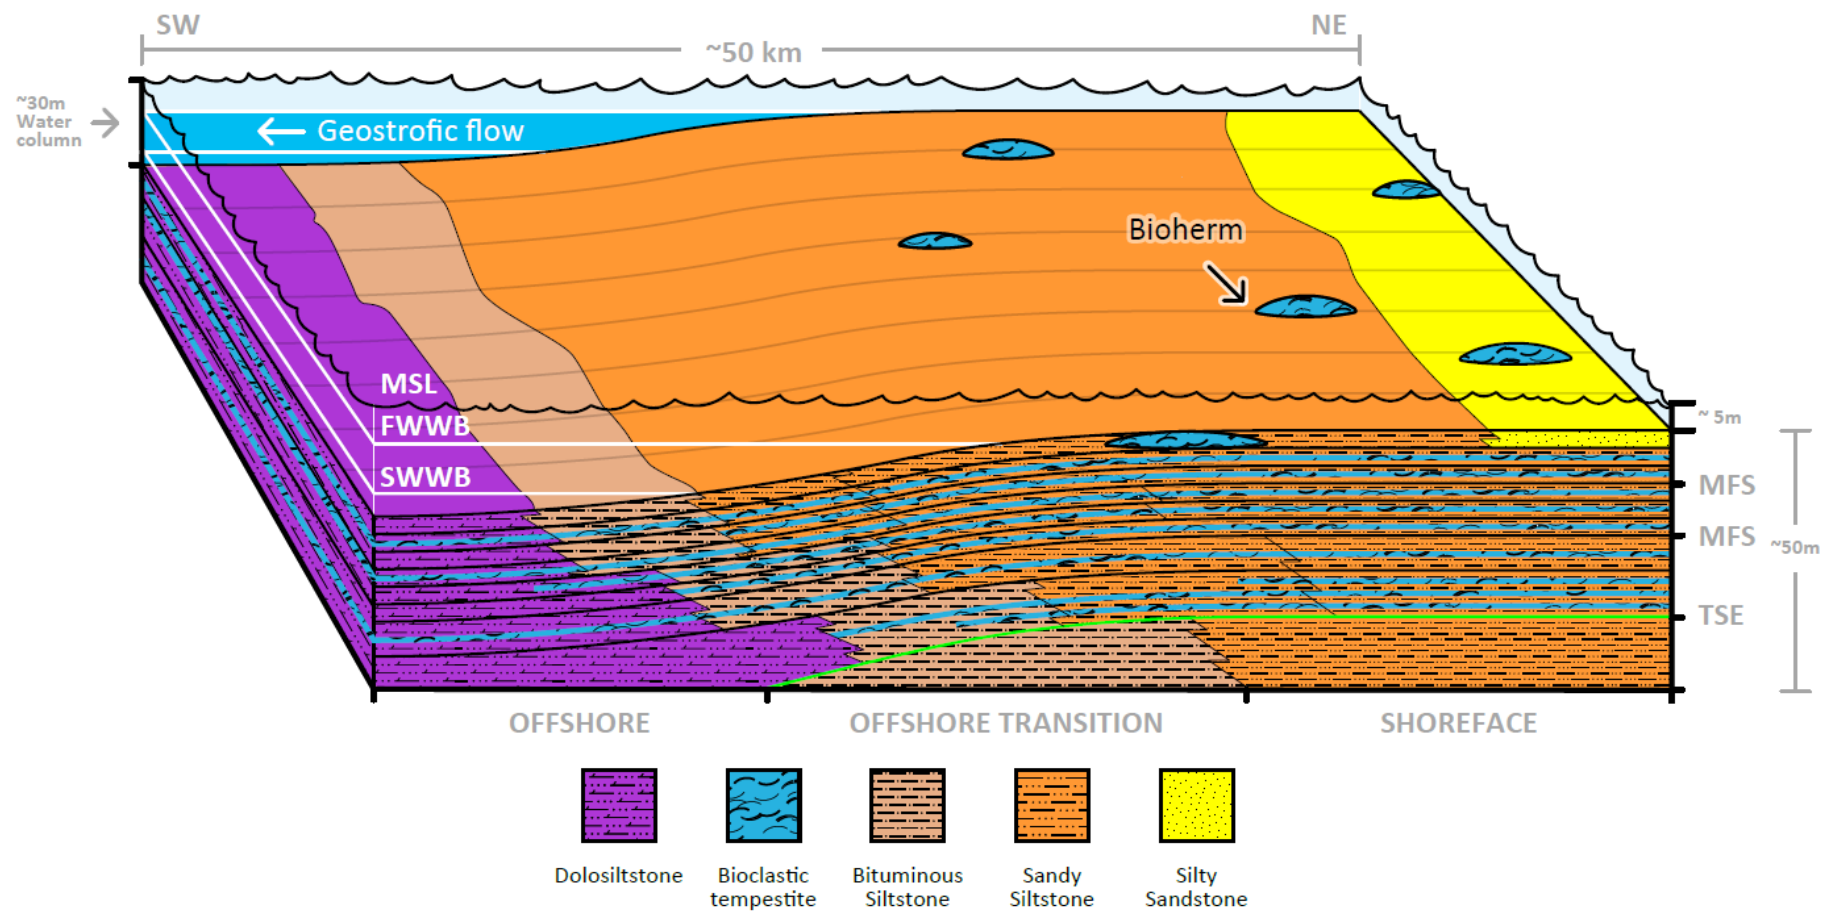 SW
NE
~50 km
~30m
Water
column
Geostrofic flow
Bioherm
MSL
FWWB
SWWB
~ 5m
MFS
MFS
~50m
TSE
OFFSHORE
OFFSHORE TRANSITION
SHOREFACE
Dolosiltstone
Bioclastic
tempestite
Bituminous
Siltstone
Sandy
Siltstone
Silty
Sandstone